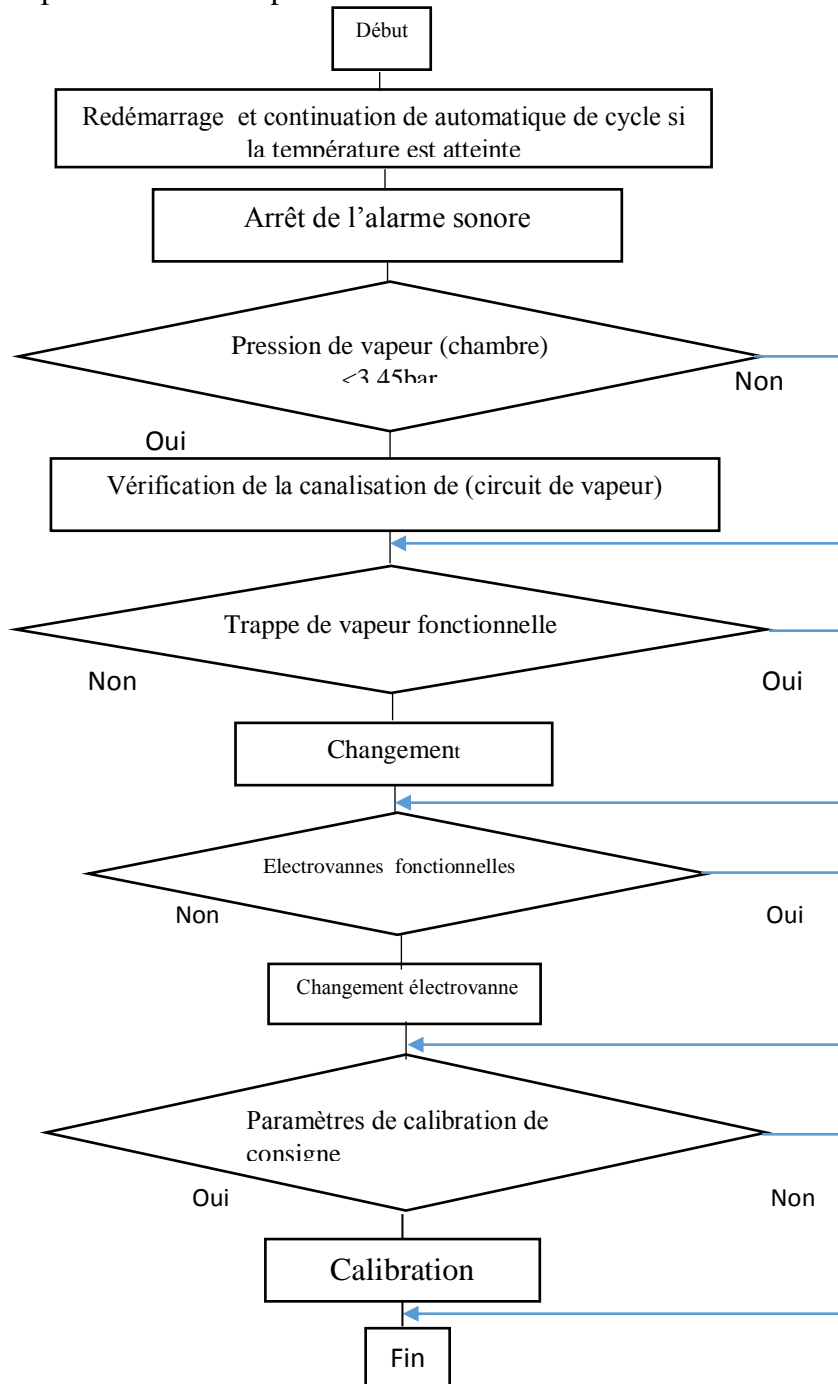 Début
Redémarrage et continuation de automatique de cycle si
la température est atteinte
Arrêt de l'alarme sonore
Pression de vapeur (chambre)
<3.45bar
Non
Oui
Vérification de la canalisation de (circuit de vapeur)
Trappe de vapeur fonctionnelle
Non
Oui
Changement
Electrovannes fonctionnelles
Non
Oui
Changement électrovanne
Paramètres de calibration de
consigne
Oui
Non
Calibration
Fin